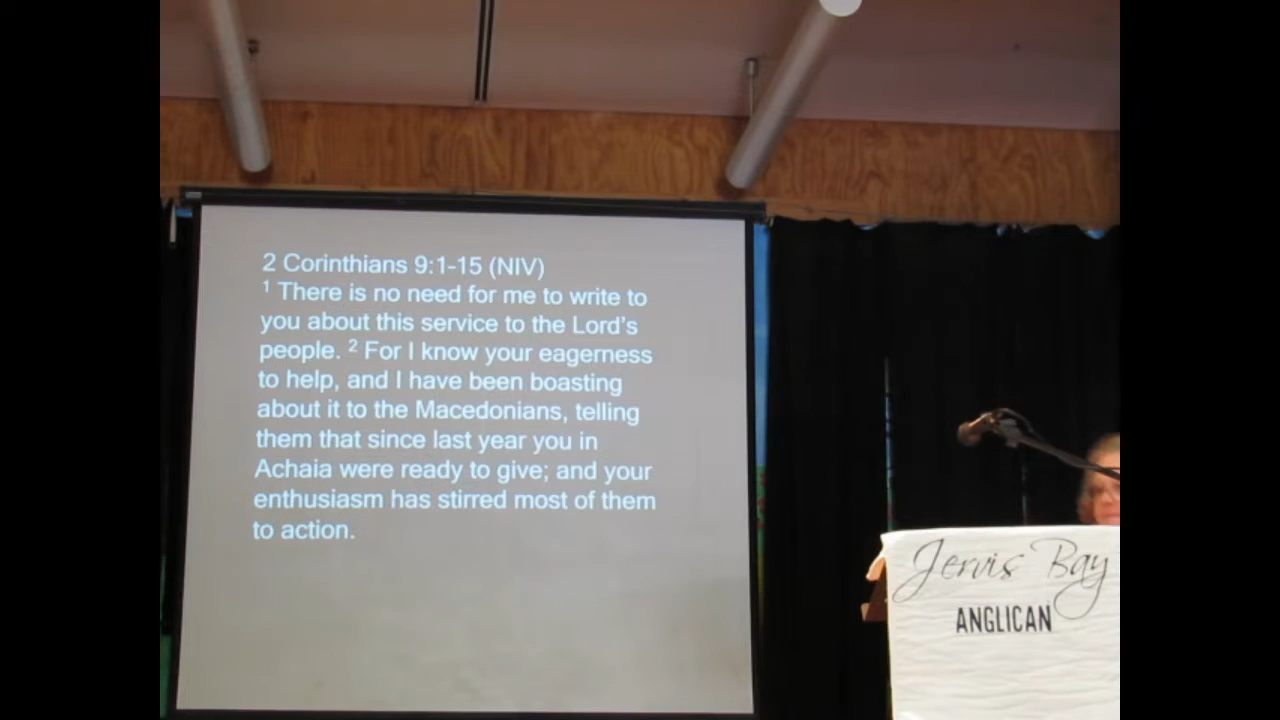 2 Corinthians 9:1-15 (NIV)
1 There is no need for me to write to
you about this service to the Lord's
people. 2 For I know your eagerness
to help, and I have been boasting
about it to the Macedonians, telling
them that since last year you in
Achaia were ready to give; and your
enthusiasm has stirred most of them
to action.
Jervis Bay
ANGLICAN